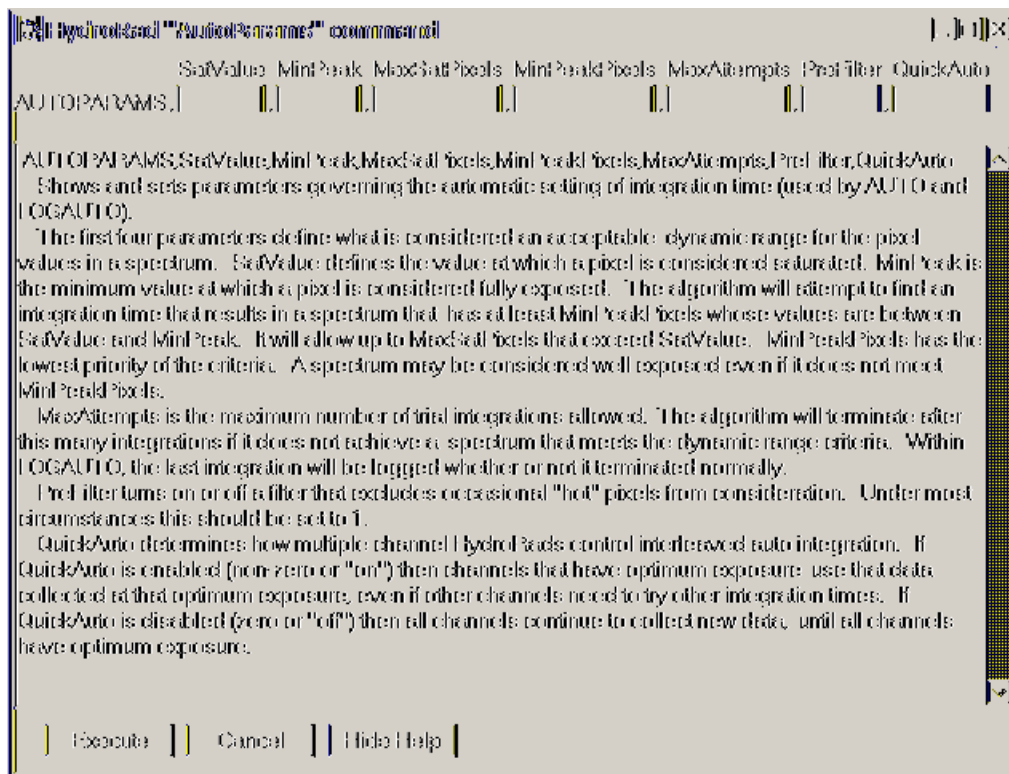 HydroRad "AutoParams" command
SatValue MinPeak MaxSatPixels MinPeakPixels MaxAttempts PreFilter QuickAuto
AUTOPARAMS, , , , , , ,
AUTOPARAMS,SatValue,MinPeak,MaxSatPixels,MinPeakPixels,MaxAttempts,PreFilter,QuickAuto
Shows and sets parameters governing the automatic setting of integration time (used by AUTO and
LOGAUTO).
The first four parameters define what is considered an acceptable dynamic range for the pixel
values in a spectrum. SatValue defines the value at which a pixel is considered saturated. MinPeak is
the minimum value at which a pixel is considered fully exposed. The algorithm will attempt to find an
integration time that results in a spectrum that has at least MinPeakPixels whose values are between
SatValue and MinPeak. It will allow up to MaxSatPixels that exceed SatValue. MinPeakPixels has the
lowest priority of the criteria. A spectrum may be considered well exposed even if it does not meet
MinPeakPixels.
MaxAttempts is the maximum number of trial integrations allowed. The algorithm will terminate after
this many integrations if it does not achieve a spectrum that meets the dynamic range criteria. Within
LOGAUTO, the last integration will be logged whether or not it terminated normally.
PreFilter turns on or off a filter that excludes occasional "hot" pixels from consideration. Under most
circumstances this should be set to 1.
QuickAuto determines how multiple channel HydroRads control interleaved auto integration. If
QuickAuto is enabled (non-zero or "on") then channels that have optimum exposure use that data
collected at that optimum exposure, even if other channels need to try other integration times. If
QuickAuto is disabled (zero or "off") then all channels continue to collect new data, until all channels
have optimum exposure.
Execute Cancel Hide Help